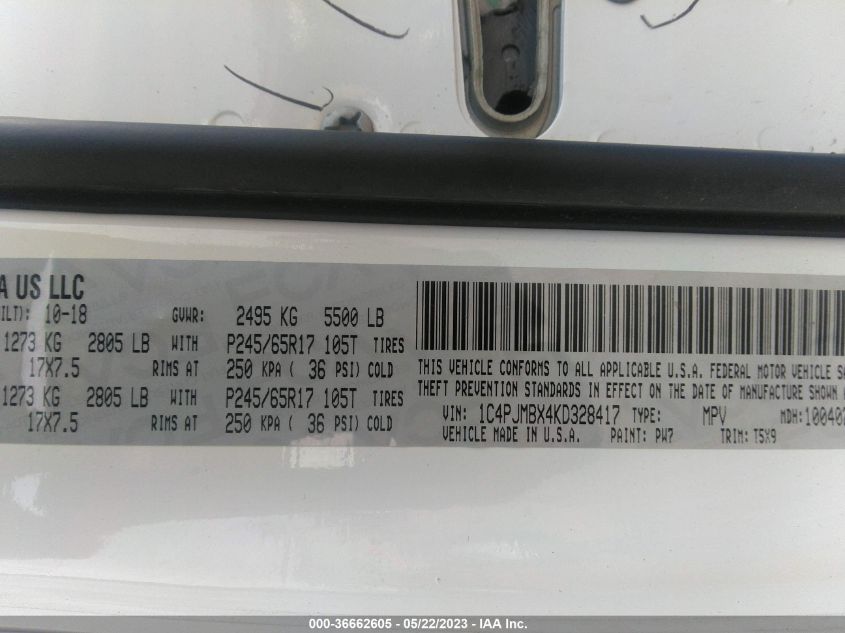 A US LLC
ILT): 10-18 GVWR: 2495 KG 5500 LB
1273 KG 2805 LB WITH P245/65R17 105T TIRES
17X7.5 RIMS AT 250 KPA ( 36 PSI) COLD
1273 KG 2805 LB WITH P245/65R17 105T TIRES
17X7.5 RIMS AT 250 KPA ( 36 PSI) COLD
THIS VEHICLE CONFORMS TO ALL APPLICABLE U.S.A. FEDERAL MOTOR VEHICLE SA
THEFT PREVENTION STANDARDS IN EFFECT ON THE DATE OF MANUFACTURE SHOWN A
VIN: 1C4PJMBX4KD328417 TYPE: MPV MDH: 100402
VEHICLE MADE IN U.S.A. PAINT: PW7 TRIM: T5X9
000-36662605 - 05/22/2023 - IAA Inc.